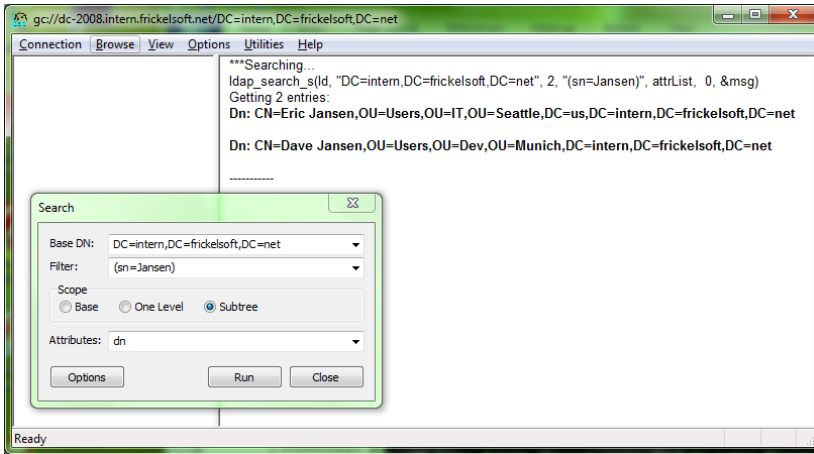 gc://dc-2008.intern.frickelsoft.net/DC=intern,DC=frickelsoft,DC=net
Connection Browse View Options Utilities Help
***Searching...
ldap_search_s(ld, "DC=intern,DC=frickelsoft,DC=net", 2, "(sn=Jansen)", attrList, 0, &msg)
Getting 2 entries:
Dn: CN=Eric Jansen,OU=Users,OU=IT,OU=Seattle,DC=us,DC=intern,DC=frickelsoft,DC=net
Dn: CN=Dave Jansen,OU=Users,OU=Dev,OU=Munich,DC=intern,DC=frickelsoft,DC=net
-----------
Search
Base DN: DC=intern,DC=frickelsoft,DC=net
Filter: (sn=Jansen)
Scope
Base One Level Subtree
Attributes: dn
Options Run Close
Ready